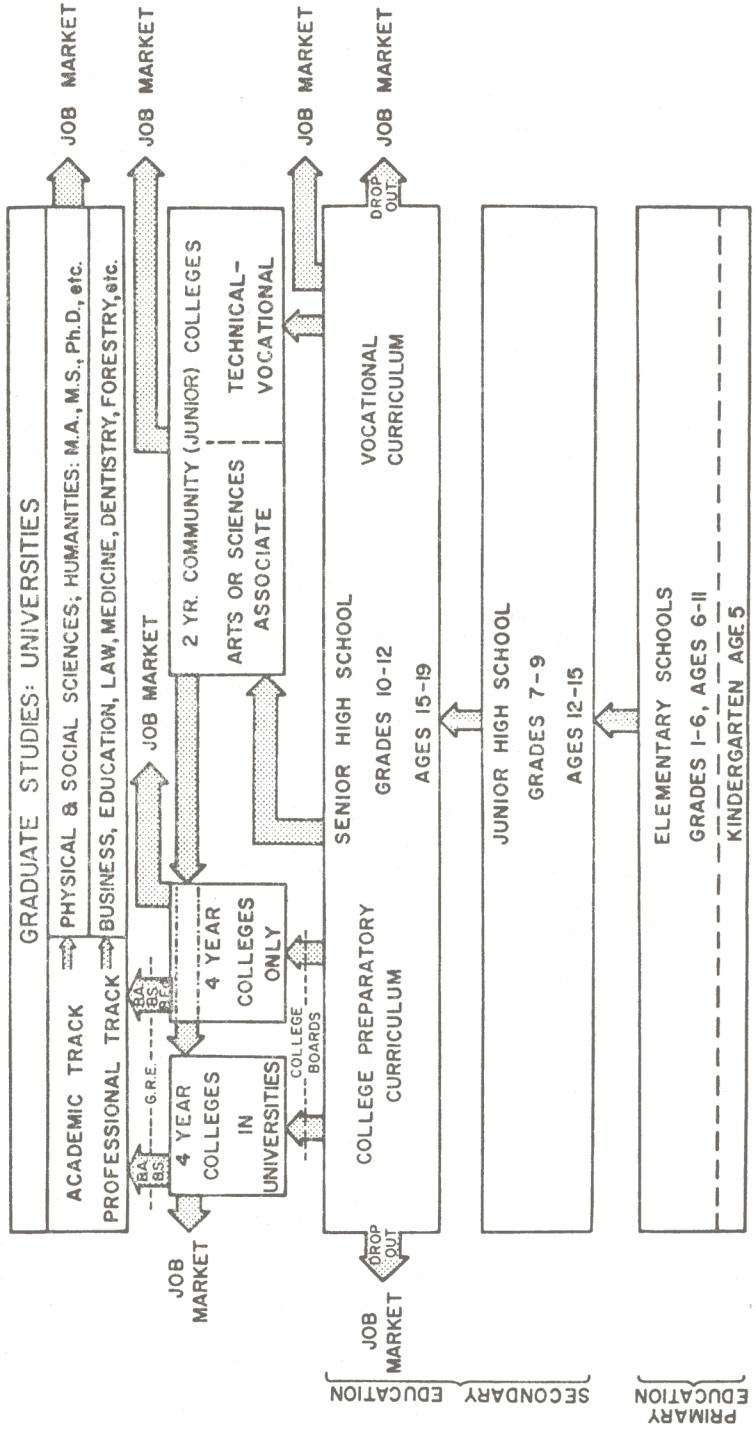 GRADUATE STUDIES: UNIVERSITIES
ACADEMIC TRACK
PHYSICAL & SOCIAL SCIENCES; HUMANITIES: M.A., M.S., Ph.D., etc.
JOB MARKET
PROFESSIONAL TRACK
BUSINESS, EDUCATION, LAW, MEDICINE, DENTISTRY, FORESTRY, etc.
B.A.
B.S.
G.R.E.
B.A.
B.S.
B.Ed.
JOB MARKET
JOB MARKET
JOB
MARKET
4 YEAR
COLLEGES
IN
UNIVERSITIES
4 YEAR
COLLEGES
ONLY
2 YR. COMMUNITY (JUNIOR) COLLEGES
ARTS OR SCIENCES
ASSOCIATE
TECHNICAL-
VOCATIONAL
COLLEGE
BOARDS
JOB MARKET
JOB
MARKET
DROP
OUT
COLLEGE PREPARATORY
CURRICULUM
SENIOR HIGH SCHOOL
GRADES 10-12
AGES 15-19
VOCATIONAL
CURRICULUM
DROP
OUT
JOB MARKET
JUNIOR HIGH SCHOOL
GRADES 7-9
AGES 12-15
SECONDARY EDUCATION
ELEMENTARY SCHOOLS
GRADES 1-6, AGES 6-11
KINDERGARTEN AGE 5
PRIMARY
EDUCATION